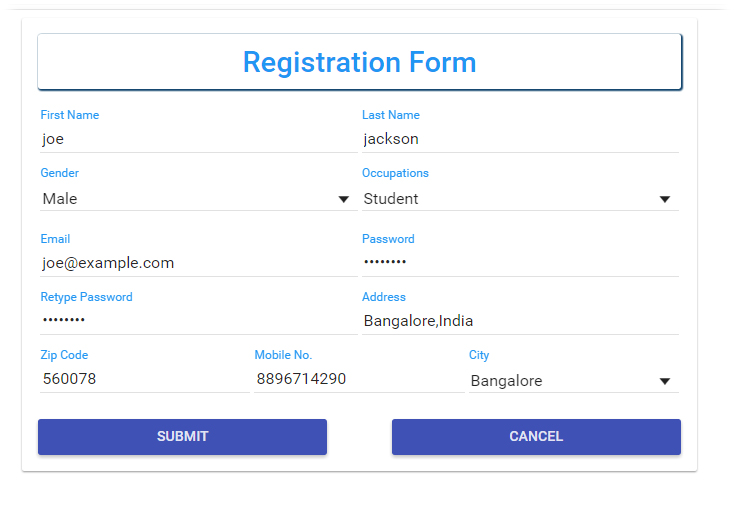 Registration Form
First Name Last Name
joe jackson
Gender Occupations
Male Student
Email Password
joe@example.com ••••••••
Retype Password Address
•••••••• Bangalore,India
Zip Code Mobile No. City
560078 8896714290 Bangalore
SUBMIT CANCEL